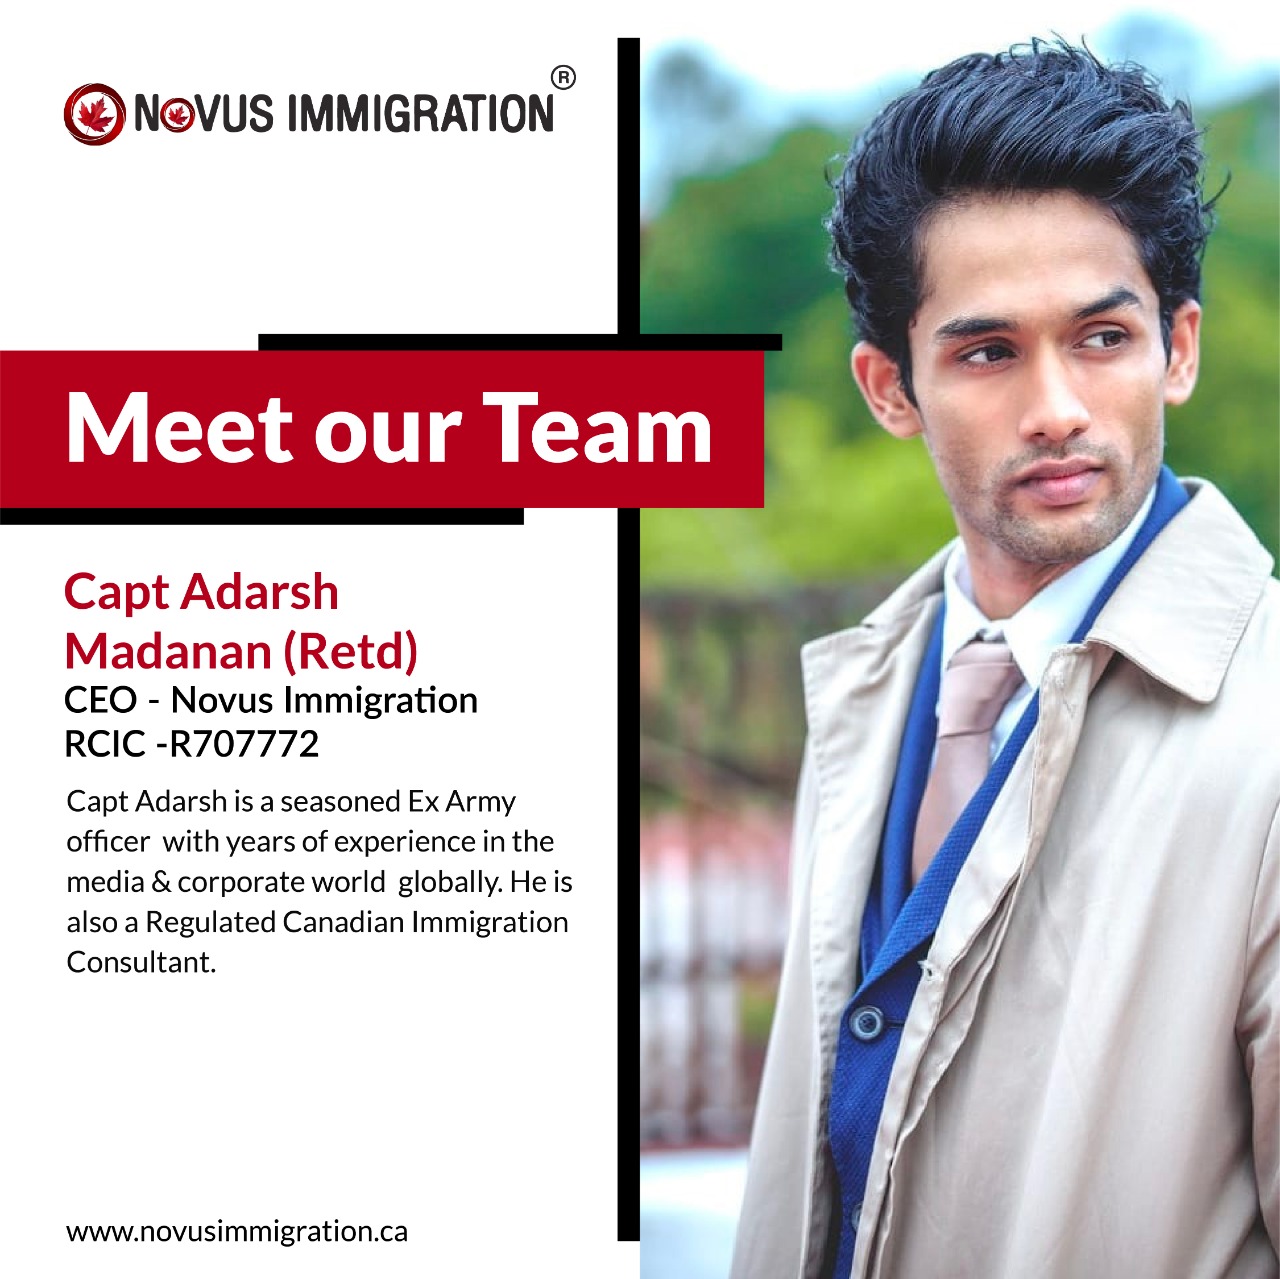 NOVUS IMMIGRATION®
Meet our Team
Capt Adarsh
Madanan (Retd)
CEO - Novus Immigration
RCIC -R707772
Capt Adarsh is a seasoned Ex Army
officer with years of experience in the
media & corporate world globally. He is
also a Regulated Canadian Immigration
Consultant.
www.novusimmigration.ca